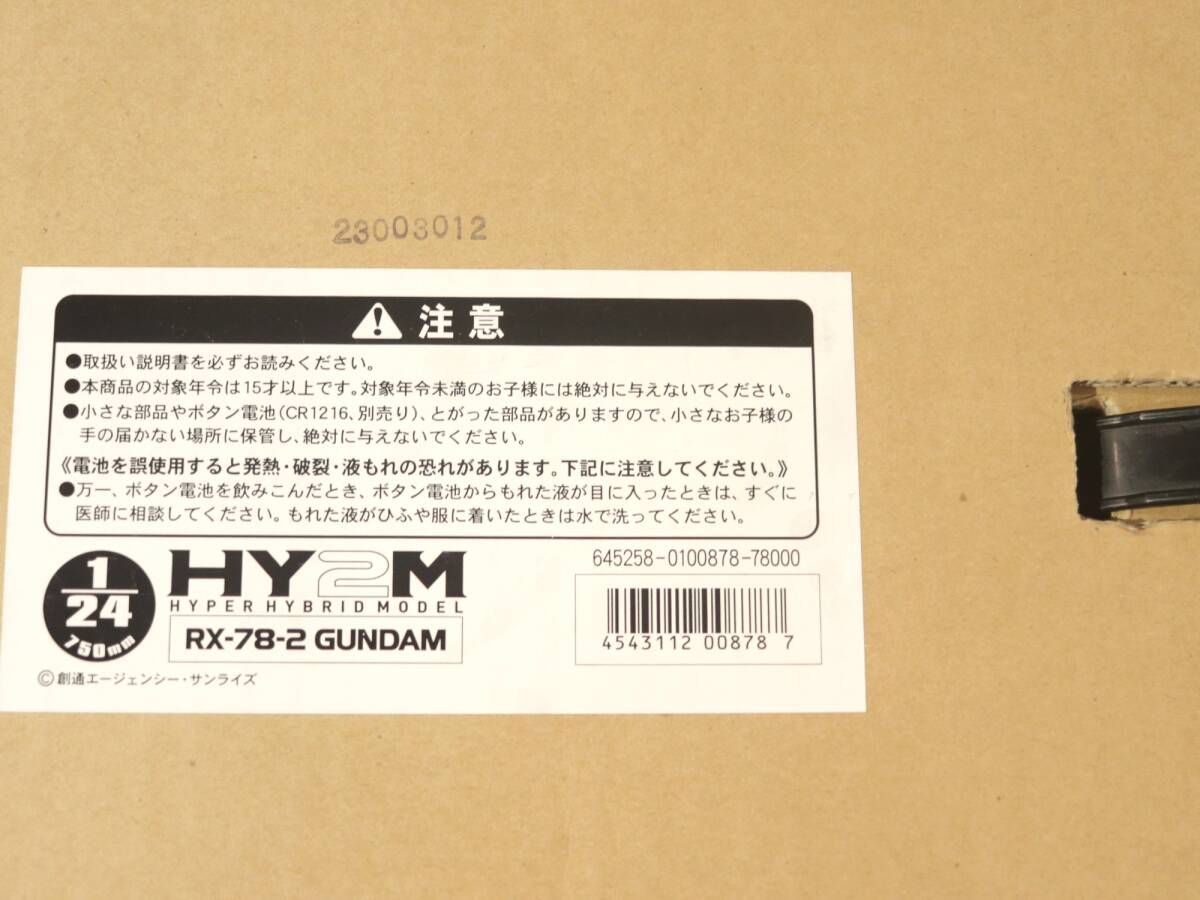 23003012
注意
●取扱い説明書を必ずお読みください。
●本商品の対象年令は15才以上です。対象年令未満のお子様には絶対に与えないでください。
●小さな部品やボタン電池(CR1216、別売り)、とがった部品がありますので、小さなお子様の
手の届かない場所に保管し、絶対に与えないでください。
《電池を誤使用すると発熱・破裂・液もれの恐れがあります。下記に注意してください。》
●万一、ボタン電池を飲みこんだとき、ボタン電池からもれた液が目に入ったときは、すぐに
医師に相談してください。もれた液がひふや服に着いたときは水で洗ってください。
1/24
750mm
HY2M
HYPER HYBRID MODEL
RX-78-2 GUNDAM
645258-0100878-78000
4543112 00878 7
©創通エージェンシー・サンライズ